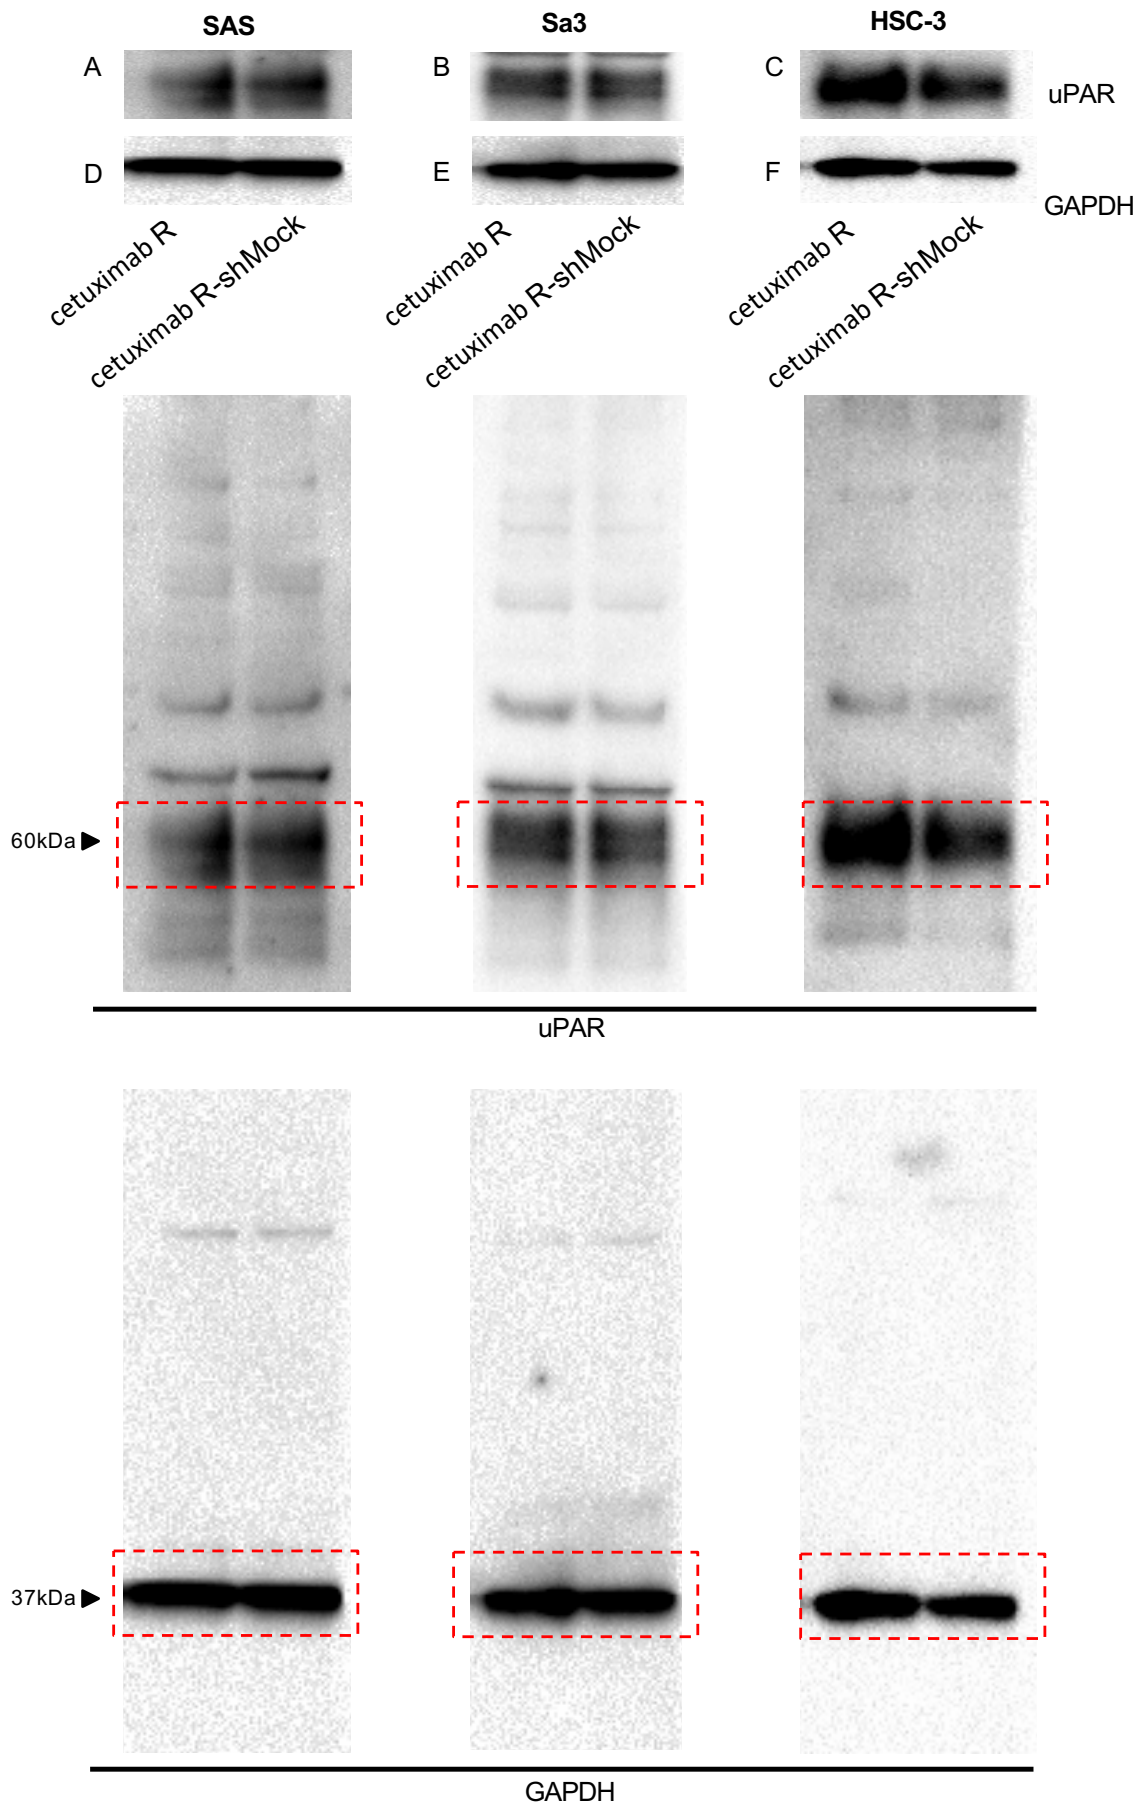 SAS Sa3 HSC-3
A B C uPAR
D E F GAPDH
cetuximab R cetuximab R cetuximab R
cetuximab R-shMock cetuximab R-shMock cetuximab R-shMock
60kDa
uPAR
37kDa
GAPDH